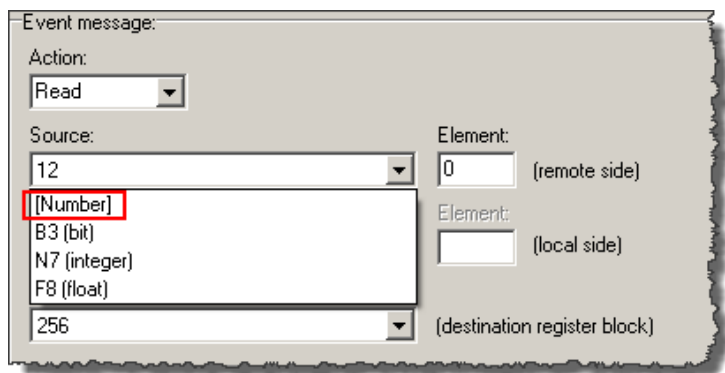 Event message:
Action:
Read
Source:
Element:
12
0
(remote side)
[Number]
B3 (bit)
N7 (integer)
F8 (float)
Element:
(local side)
256
(destination register block)